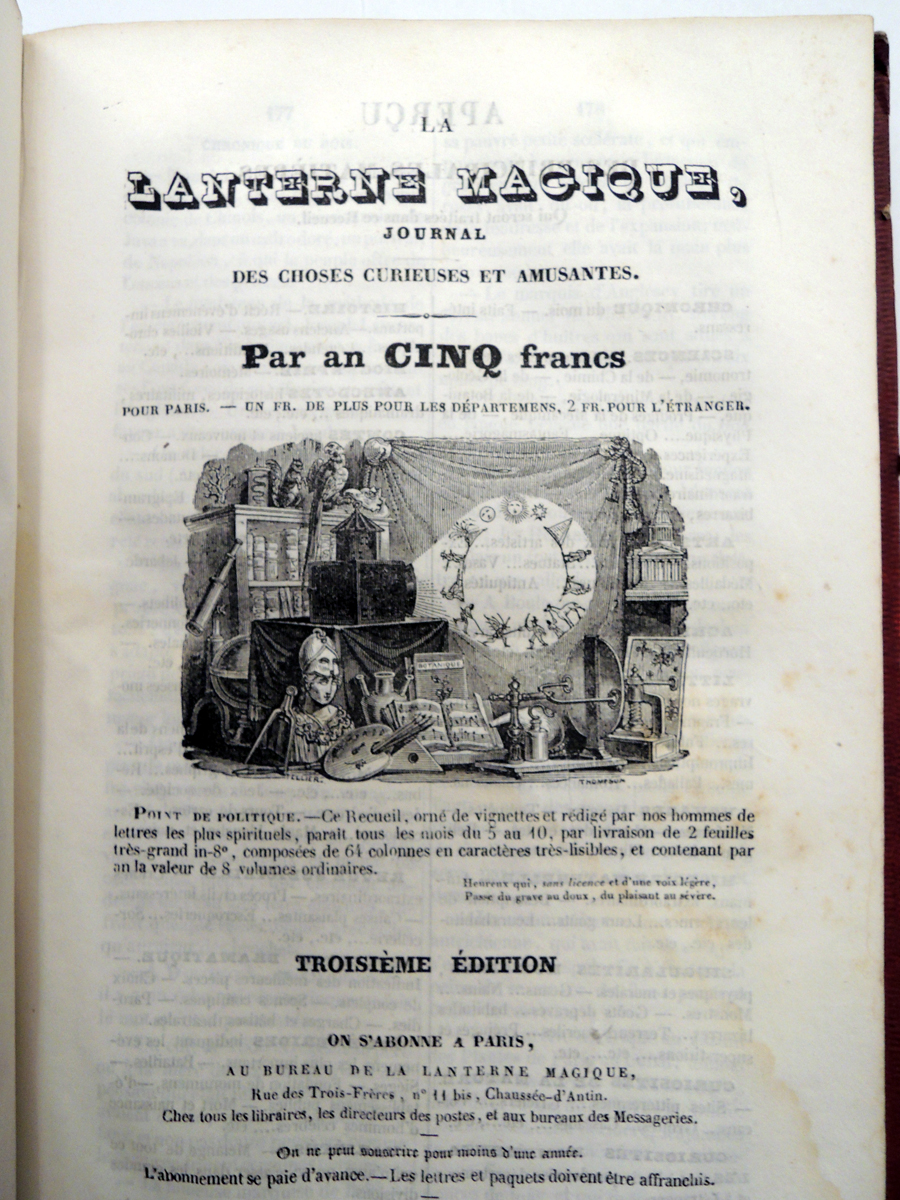 LA
LANTERNE MAGIQUE,
JOURNAL
DES CHOSES CURIEUSES ET AMUSANTES.
Par an CINQ francs
POUR PARIS. — UN FR. DE PLUS POUR LES DÉPARTEMENS, 2 FR. POUR L'ÉTRANGER.
BOTANIQUE
THOMPSON
POINT DE POLITIQUE. — Ce Recueil, orné de vignettes et rédigé par nos hommes de
lettres les plus spirituels, paraît tous les mois du 5 au 10, par livraison de 2 feuilles
très-grand in-8°, composées de 64 colonnes en caractères très-lisibles, et contenant par
an la valeur de 8 volumes ordinaires.
Heureux qui, sans licence et d'une voix légère,
Passe du grave au doux, du plaisant au sévère.
TROISIÈME ÉDITION
ON S'ABONNE A PARIS,
AU BUREAU DE LA LANTERNE MAGIQUE,
Rue des Trois-Frères, n° 11 bis, Chaussée-d'Antin.
Chez tous les libraires, les directeurs des postes, et aux bureaux des Messageries.
On ne peut souscrire pour moins d'une année.
L'abonnement se paie d'avance. — Les lettres et paquets doivent être affranchis.